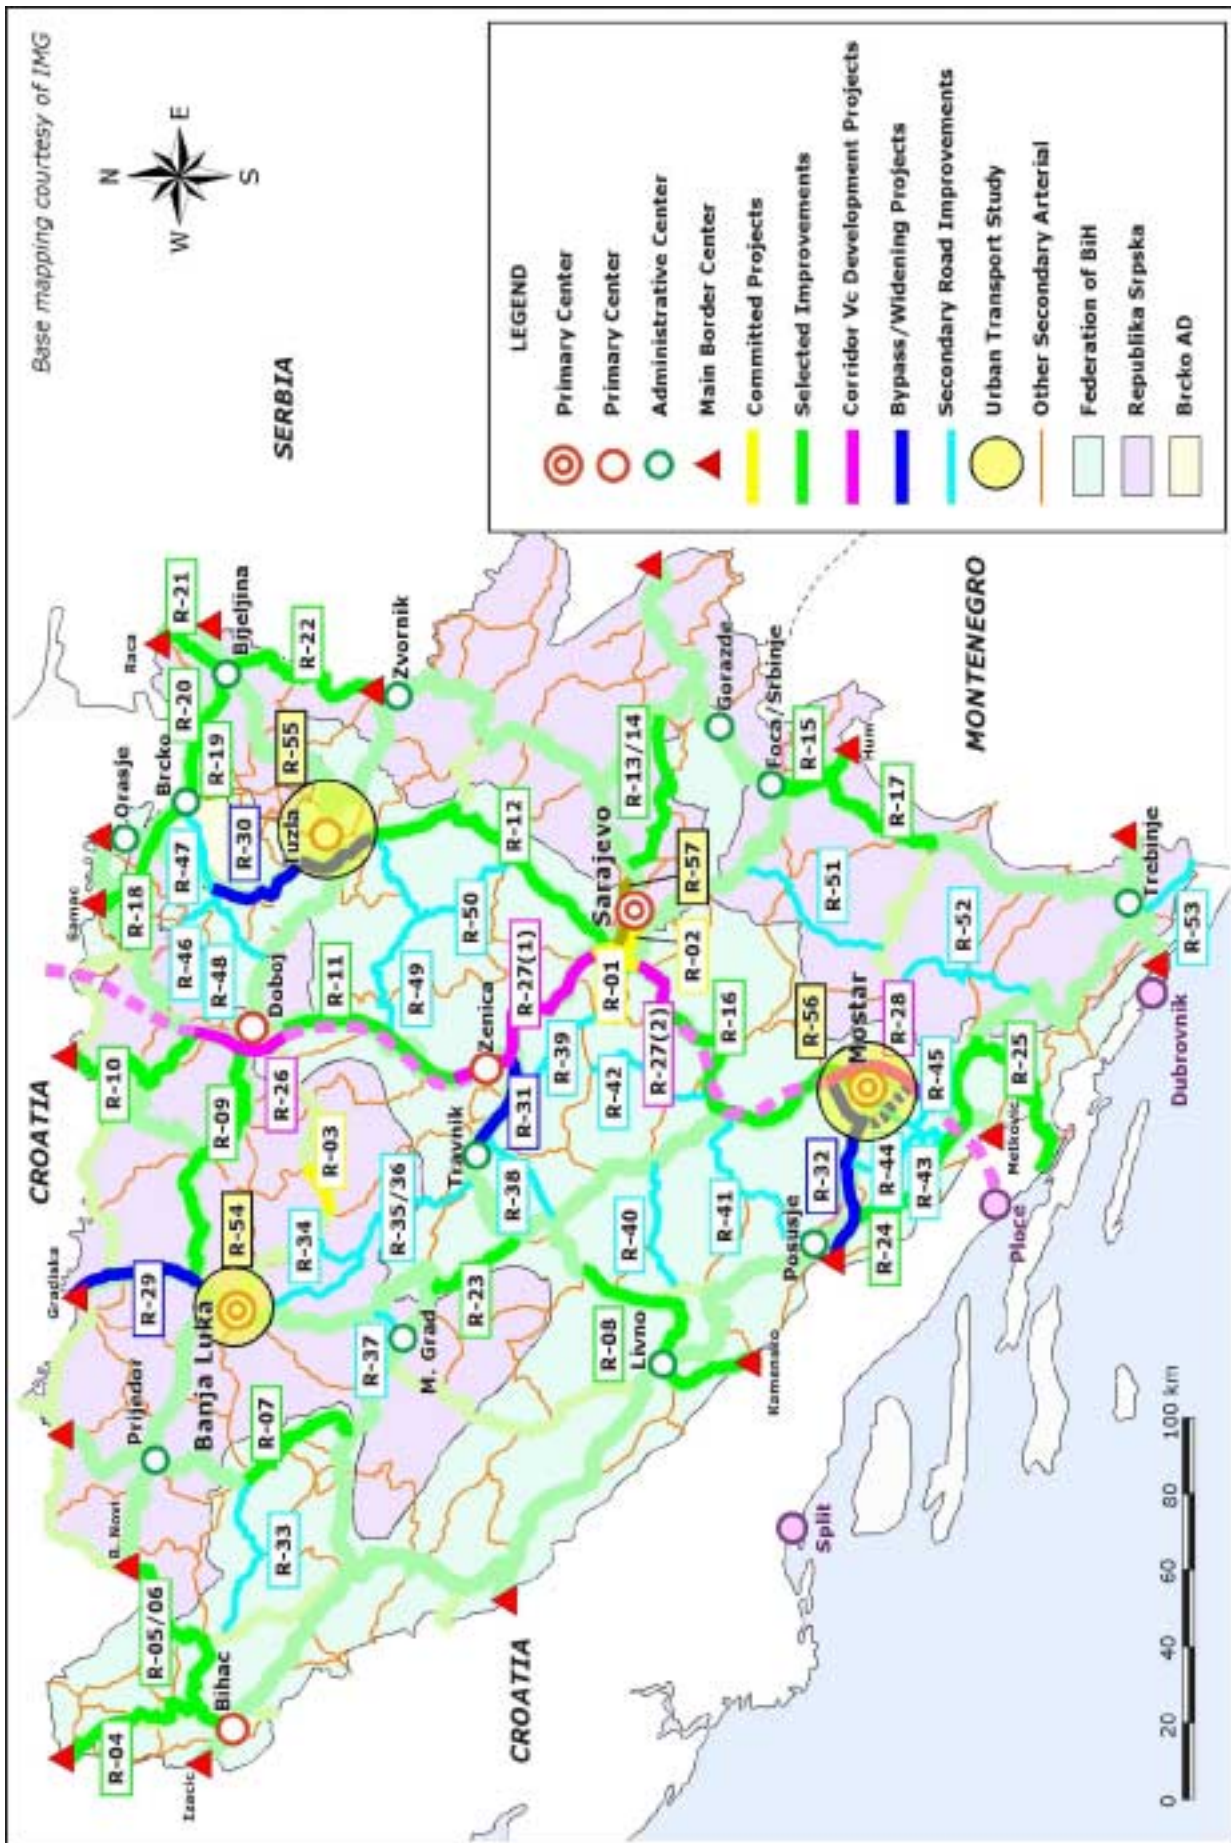 Base mapping courtesy of IMG
N
W
E
S
SERBIA
CROATIA
CROATIA
MONTENEGRO
LEGEND
Primary Center
Primary Center
Administrative Center
Main Border Center
Committed Projects
Selected Improvements
Corridor Vc Development Projects
Bypass/Widening Projects
Secondary Road Improvements
Urban Transport Study
Other Secondary Arterial
Federation of BiH
Republika Srpska
Brcko AD
R-04
R-05/06
Izacic
Bihac
B. Novi
Prijedor
R-33
R-07
Gradiska
R-29
Banja Luka
R-54
R-34
R-03
R-35/36
R-37
M. Grad
R-23
R-10
R-09
R-26
Doboj
R-11
R-48
R-46
R-18
Samac
Orasje
R-47
Brcko
R-30
R-19
R-20
Raca
R-21
Bijeljina
R-22
Zvornik
R-55
Tuzla
R-12
R-50
R-49
Zenica
R-27(1)
R-31
Travnik
R-38
R-39
R-42
R-27(2)
R-01
R-02
Sarajevo
R-57
R-13/14
Gorazde
Foca/Srbinje
R-15
Hum
R-17
R-16
R-51
R-52
R-56
Mostar
R-28
R-45
R-25
R-44
R-43
R-24
R-32
Posusje
R-41
R-40
R-08
Livno
Kamensko
Metkovic
Ploce
Split
Dubrovnik
Trebinje
R-53
0
20
40
60
80
100 km